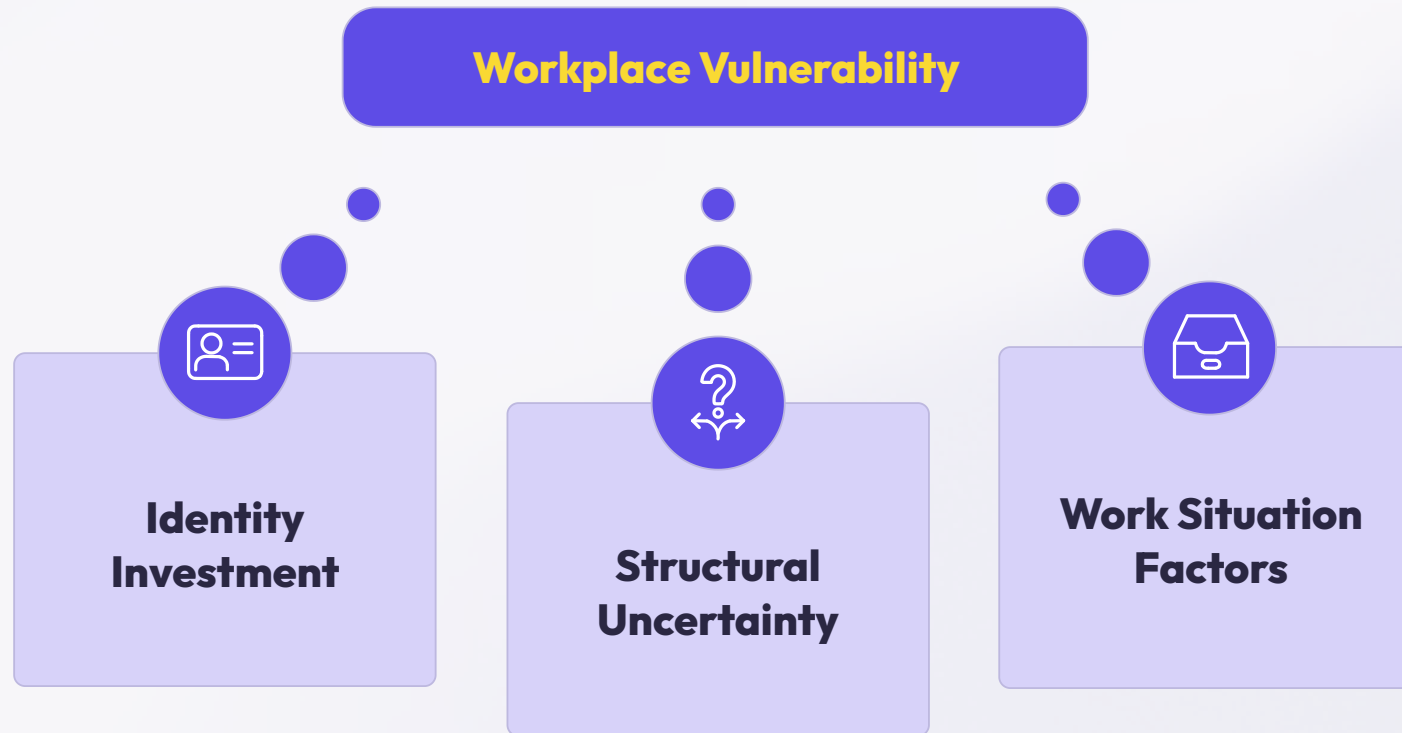 Workplace Vulnerability
Identity
Investment
Structural
Uncertainty
Work Situation
Factors